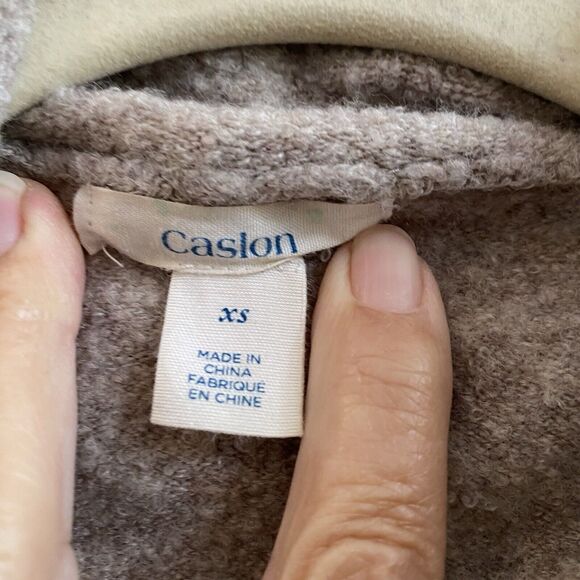 Caslon
xs
MADE IN
CHINA
FABRIQUÉ
EN CHINE